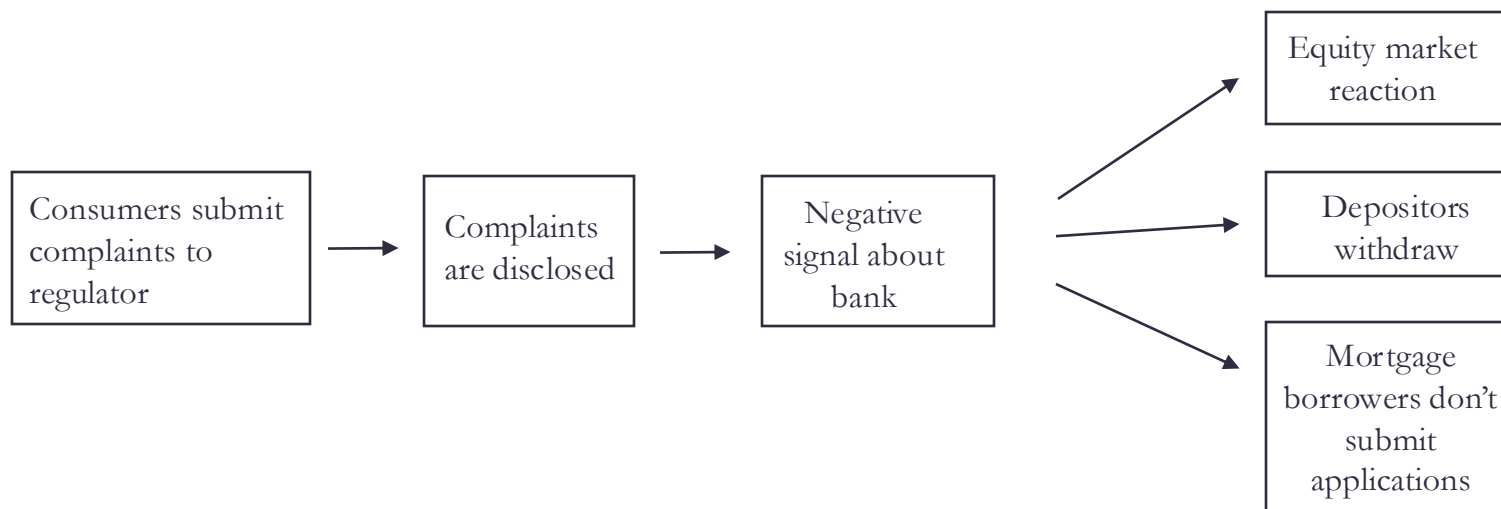 Consumers submit
complaints to
regulator
Complaints
are disclosed
Negative
signal about
bank
Equity market
reaction
Depositors
withdraw
Mortgage
borrowers don’t
submit
applications